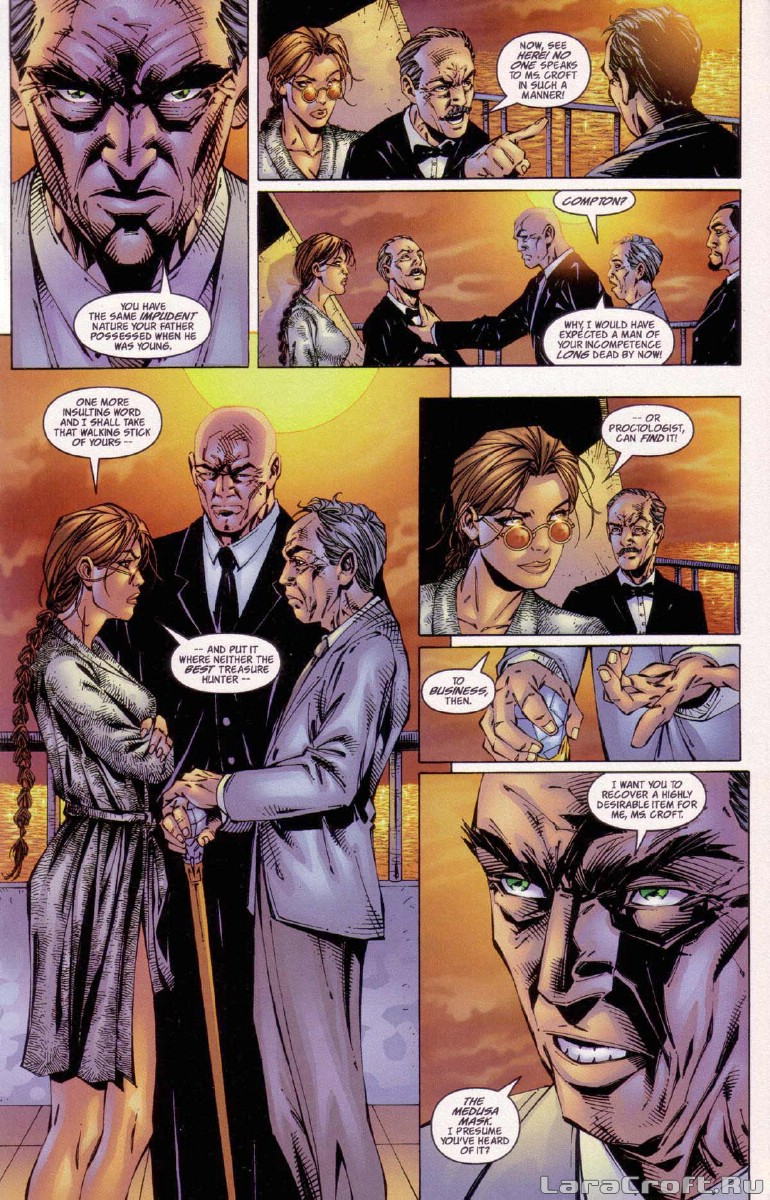 YOU HAVE
THE SAME IMPUDENT
NATURE YOUR FATHER
POSSESSED WHEN HE
WAS YOUNG.
NOW, SEE
HERE! NO
ONE SPEAKS
TO MS. CROFT
IN SUCH A
MANNER!
COMPTON?
WHY, I WOULD HAVE
EXPECTED A MAN OF
YOUR INCOMPETENCE
LONG DEAD BY NOW!
ONE MORE
INSULTING WORD
AND I SHALL TAKE
THAT WALKING STICK
OF YOURS --
-- AND PUT IT
WHERE NEITHER THE
BEST TREASURE
HUNTER --
-- OR
PROCTOLOGIST,
CAN FIND IT!
TO
BUSINESS,
THEN.
I WANT YOU TO
RECOVER A HIGHLY
DESIRABLE ITEM FOR
ME, MS. CROFT.
THE
MEDUSA
MASK.
I PRESUME
YOU'VE HEARD
OF IT?
LaraCroft.Ru